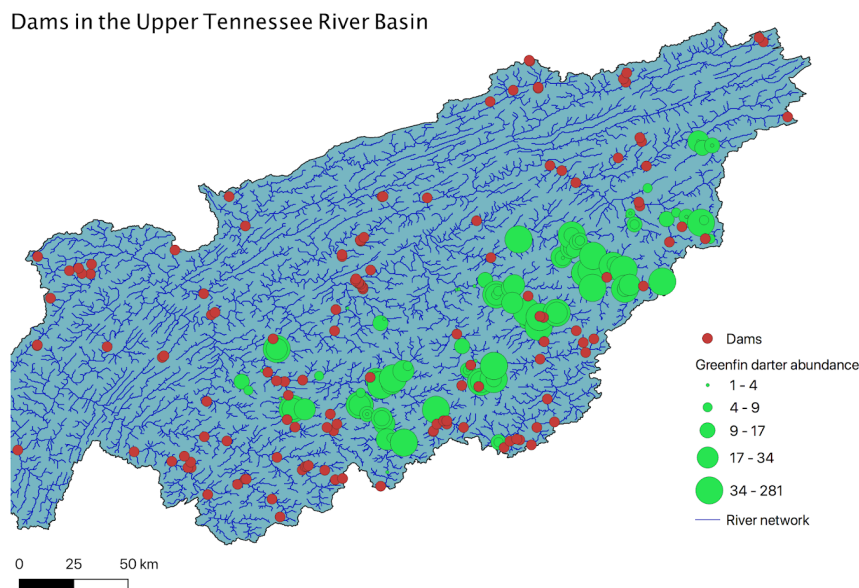 Dams in the Upper Tennessee River Basin
Dams
Greenfin darter abundance
1 - 4
4 - 9
9 - 17
17 - 34
34 - 281
River network
0 25 50 km